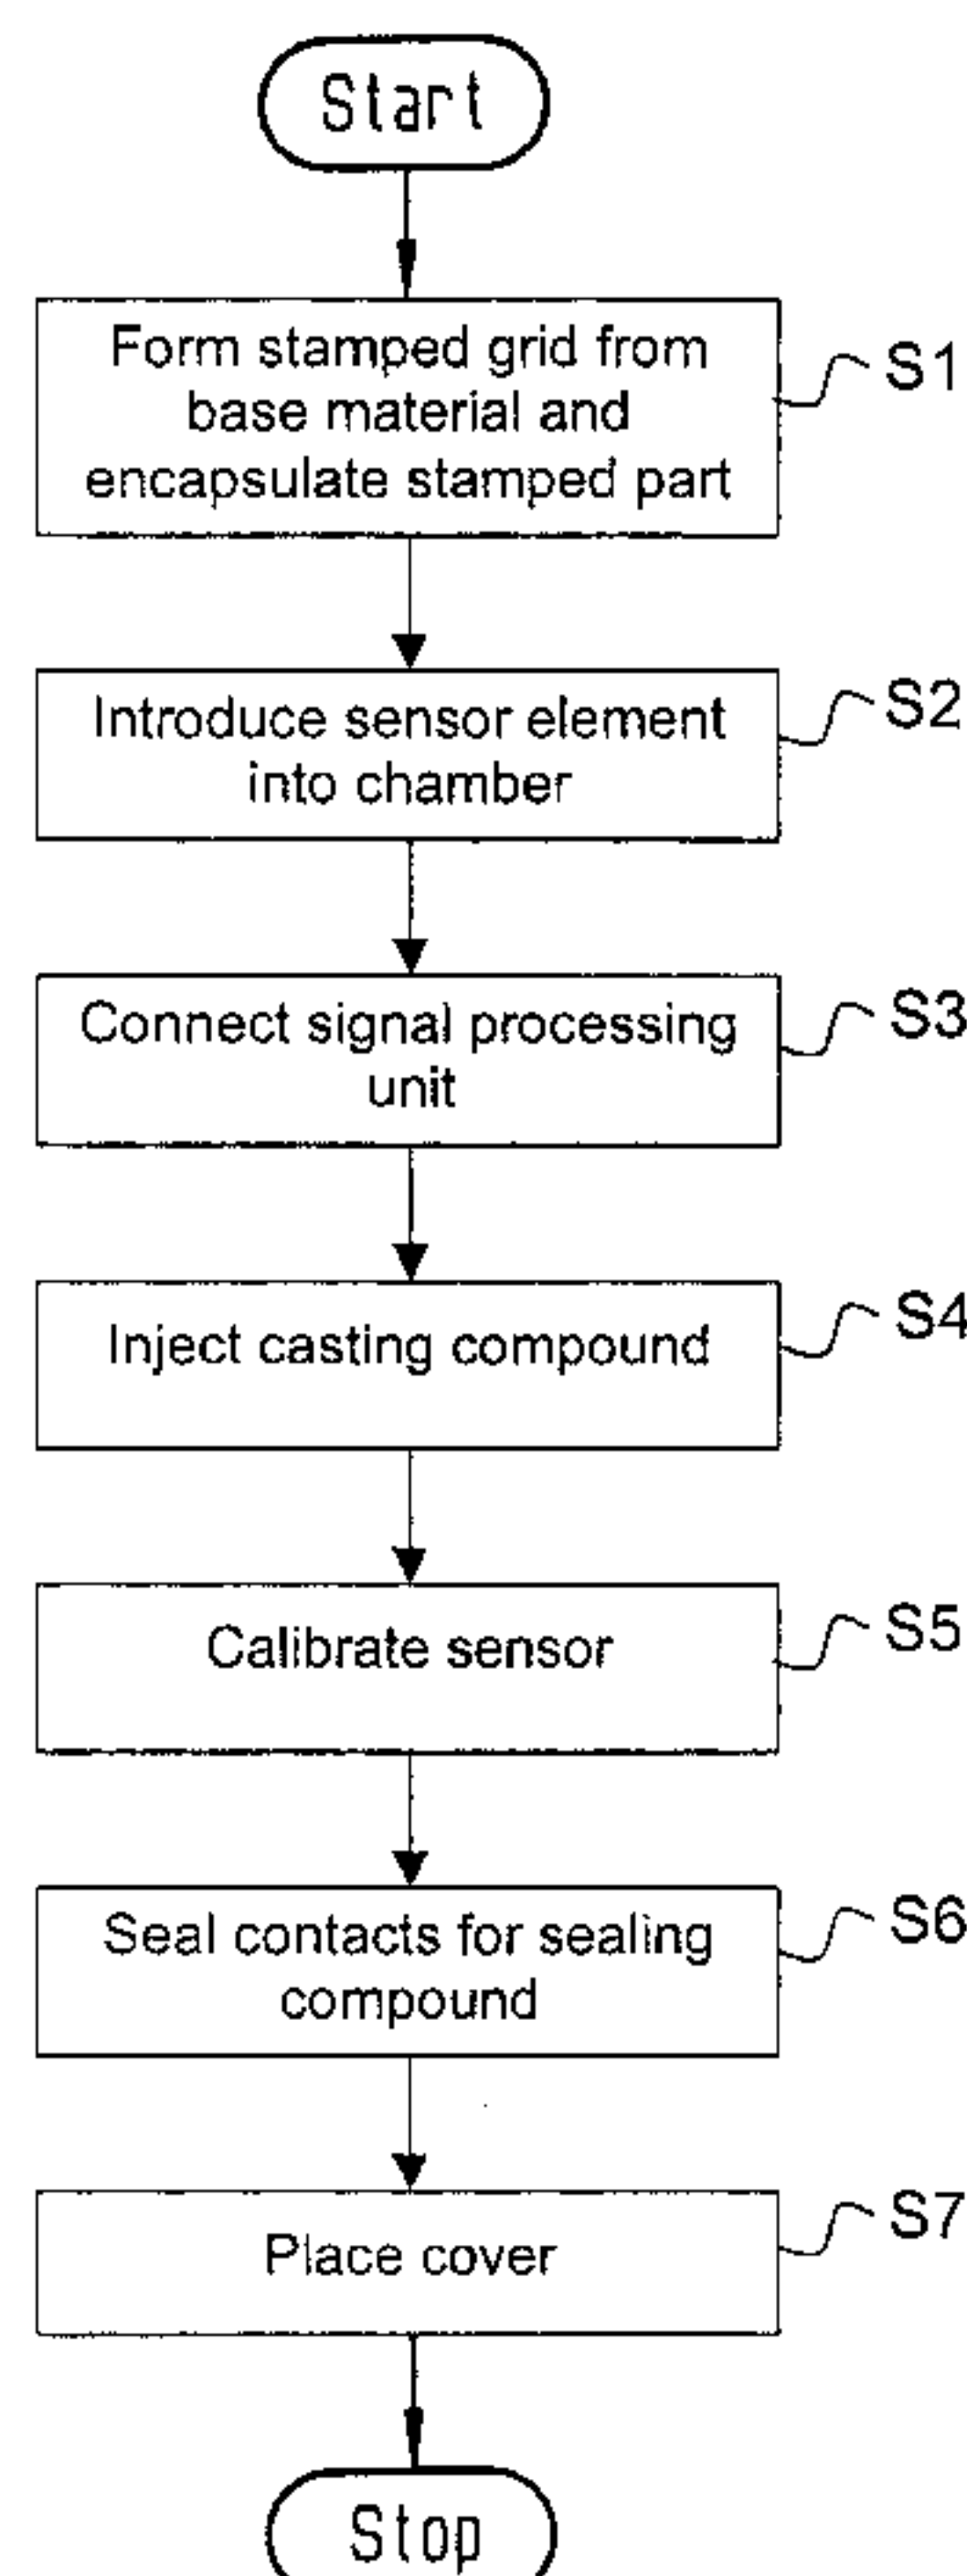 Start
Form stamped grid from
base material and
encapsulate stamped part
S1
Introduce sensor element
into chamber
S2
Connect signal processing
unit
S3
Inject casting compound
S4
Calibrate sensor
S5
Seal contacts for sealing
compound
S6
Place cover
S7
Stop